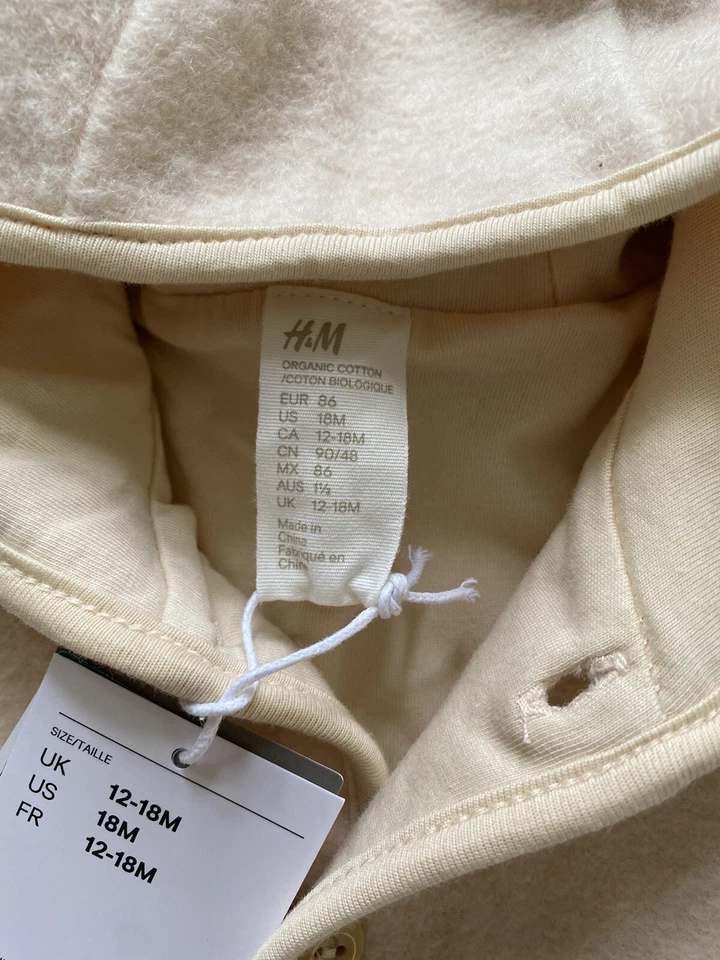 H&M
ORGANIC COTTON
/COTON BIOLOGIQUE
EUR 86
US 18M
CA 12-18M
CN 90/48
MX 86
AUS 1½
UK 12-18M
Made in
China
Fabriqué en
SIZE/TAILLE
UK 12-18M
US 18M
FR 12-18M